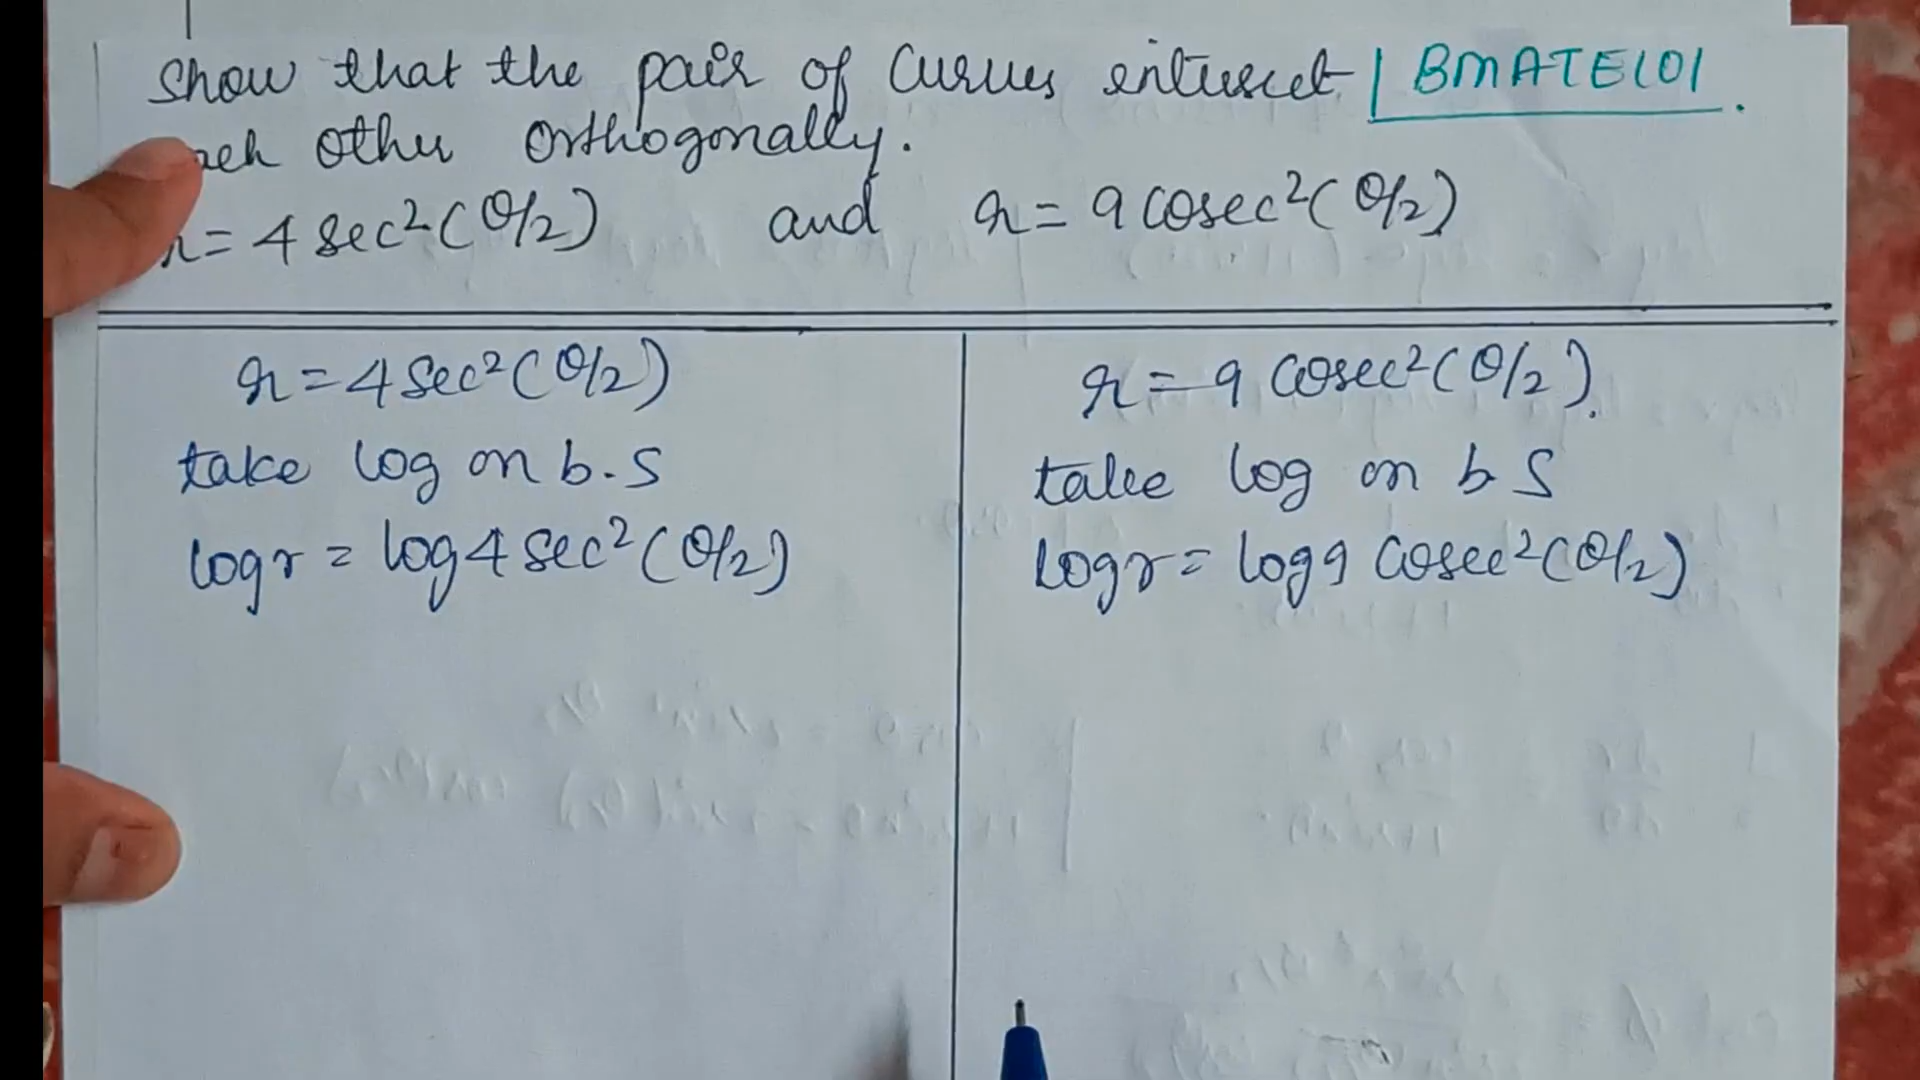 Show that the pair of curves intersect | BMATE101.
each other Orthogonally.
r = 4 sec²(θ/2) and r = 9 cosec²(θ/2)
r = 4 sec²(θ/2)
take log on b.s
log r = log 4 sec²(θ/2)
r = 9 cosec²(θ/2).
take log on b s
log r = log 9 cosec²(θ/2)